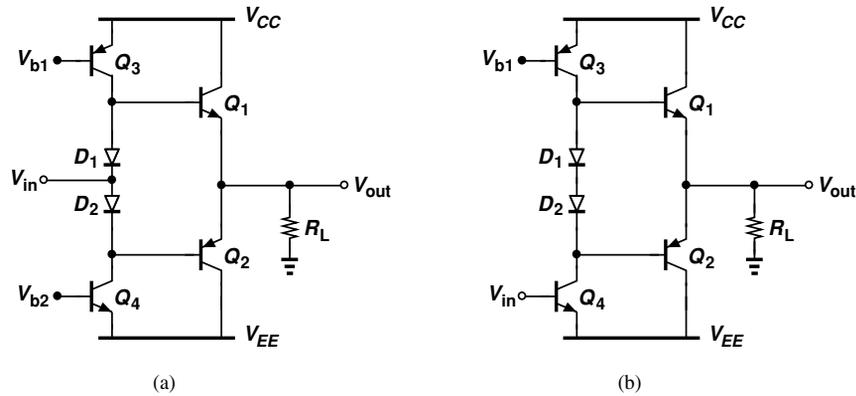 V_CC
V_b1
Q_3
Q_1
D_1
V_in
V_out
D_2
R_L
Q_2
V_b2
Q_4
V_EE
(a)
V_CC
V_b1
Q_3
Q_1
D_1
V_out
D_2
R_L
Q_2
V_in
Q_4
V_EE
(b)